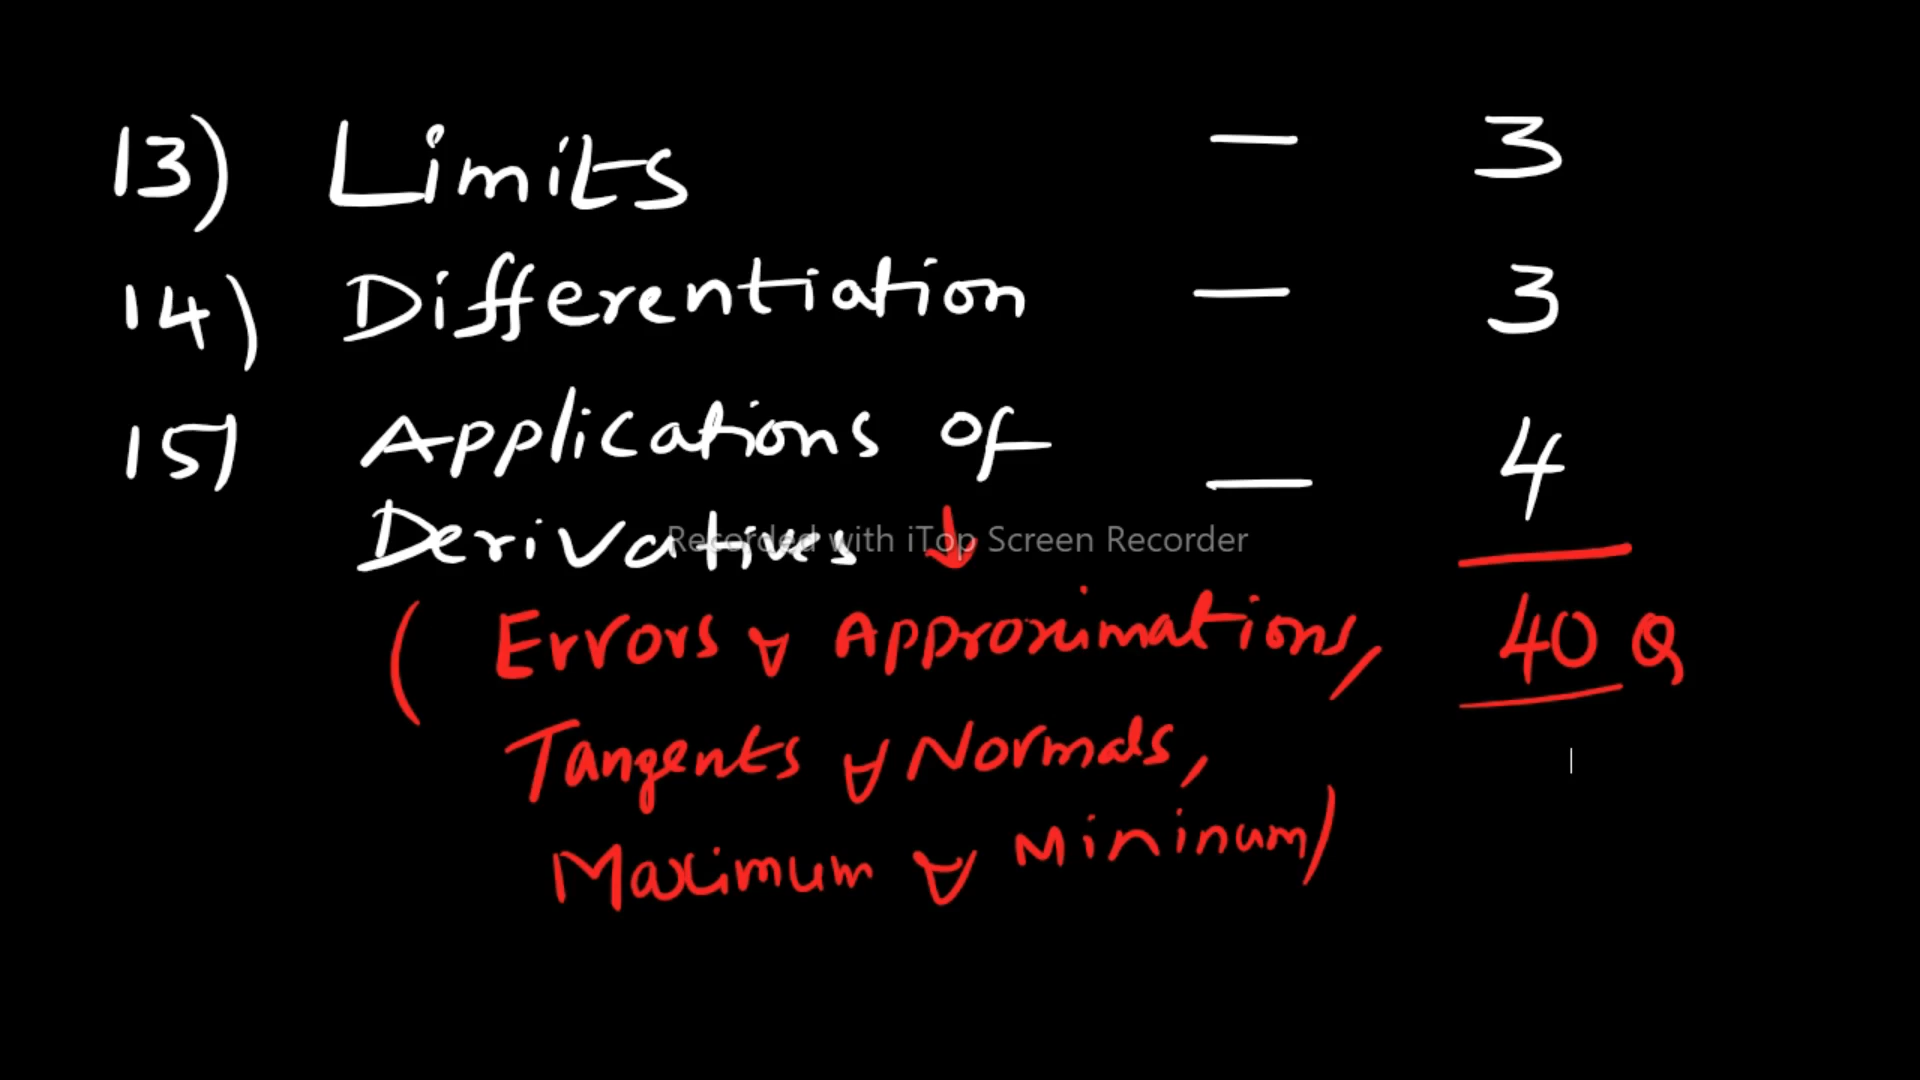 13) Limits — 3
14) Differentiation — 3
15) Applications of — 4
Derivatives
Recorded with iTop Screen Recorder
( Errors & Approximations, 40 Q
Tangents & Normals,
Maximum & Mininum)